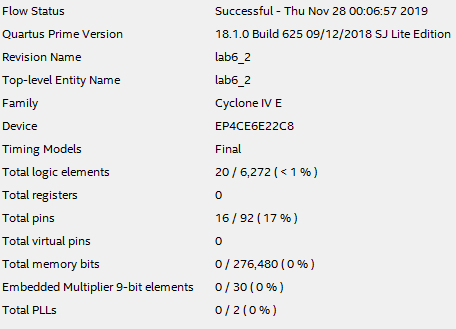 Flow Status Successful - Thu Nov 28 00:06:57 2019
Quartus Prime Version 18.1.0 Build 625 09/12/2018 SJ Lite Edition
Revision Name lab6_2
Top-level Entity Name lab6_2
Family Cyclone IV E
Device EP4CE6E22C8
Timing Models Final
Total logic elements 20 / 6,272 ( < 1 % )
Total registers 0
Total pins 16 / 92 ( 17 % )
Total virtual pins 0
Total memory bits 0 / 276,480 ( 0 % )
Embedded Multiplier 9-bit elements 0 / 30 ( 0 % )
Total PLLs 0 / 2 ( 0 % )